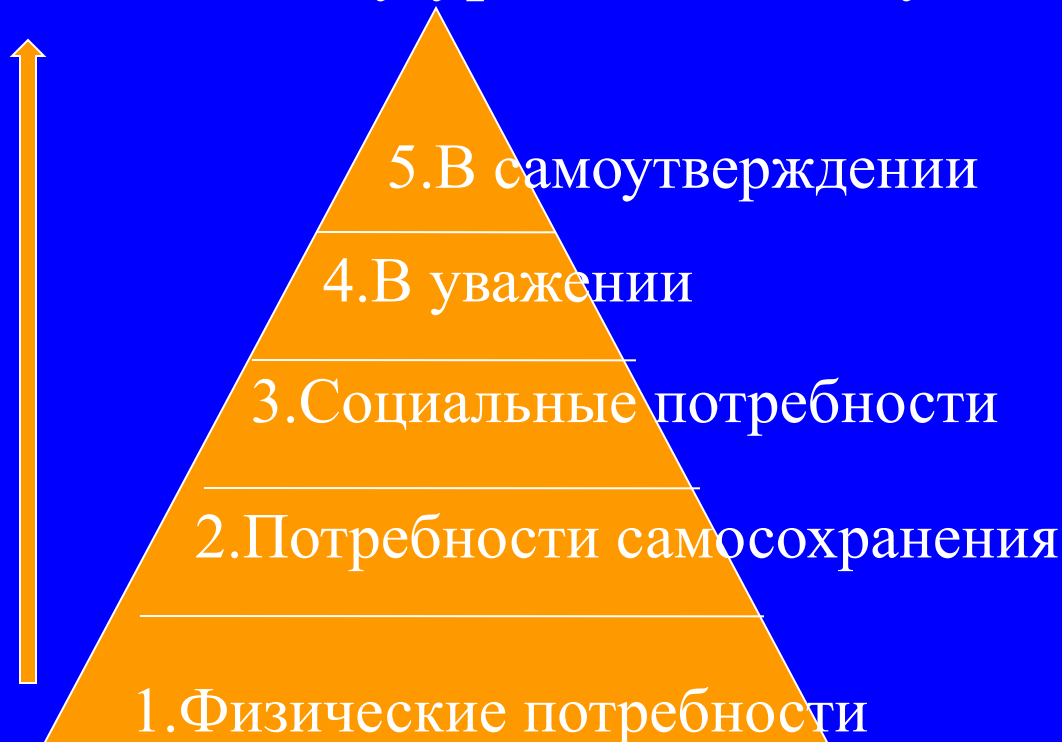 5.В самоутверждении
4.В уважении
3.Социальные потребности
2.Потребности самосохранения
1.Физические потребности